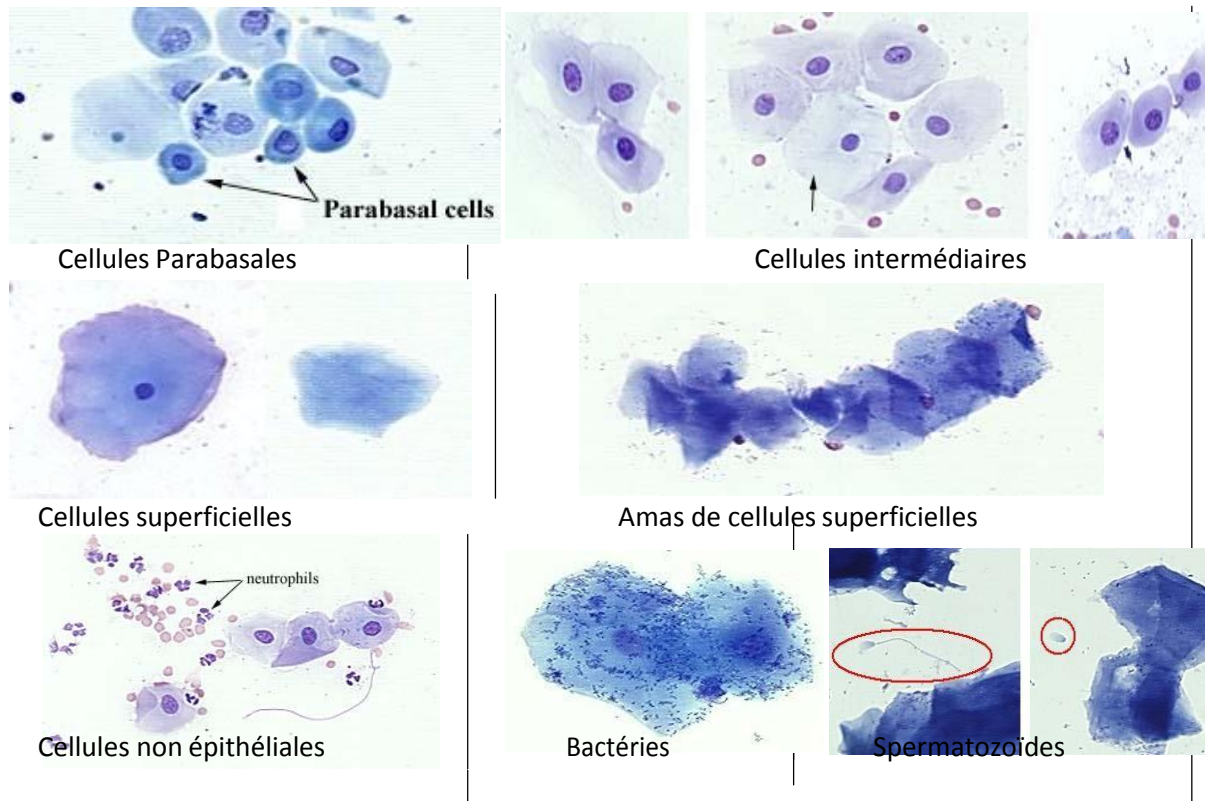 Parabasal cells
Cellules Parabasales
Cellules intermédiaires
Cellules superficielles
Amas de cellules superficielles
neutrophils
Cellules non épithéliales
Bactéries
Spermatozoïdes